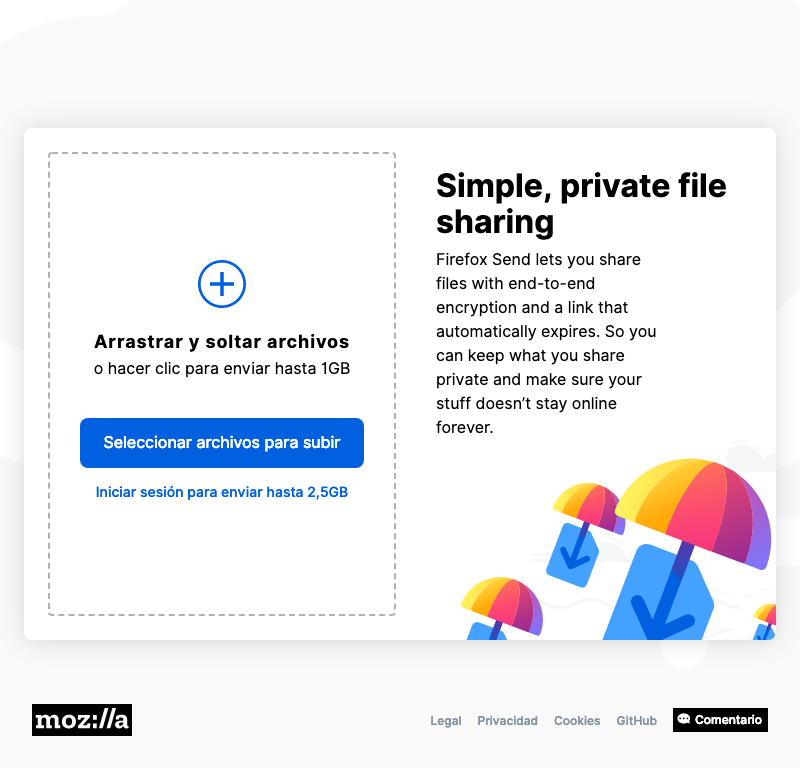 Arrastrar y soltar archivos
o hacer clic para enviar hasta 1GB
Seleccionar archivos para subir
Iniciar sesión para enviar hasta 2,5GB
Simple, private file
sharing
Firefox Send lets you share
files with end-to-end
encryption and a link that
automatically expires. So you
can keep what you share
private and make sure your
stuff doesn’t stay online
forever.
moz://a
Legal Privacidad Cookies GitHub Comentario